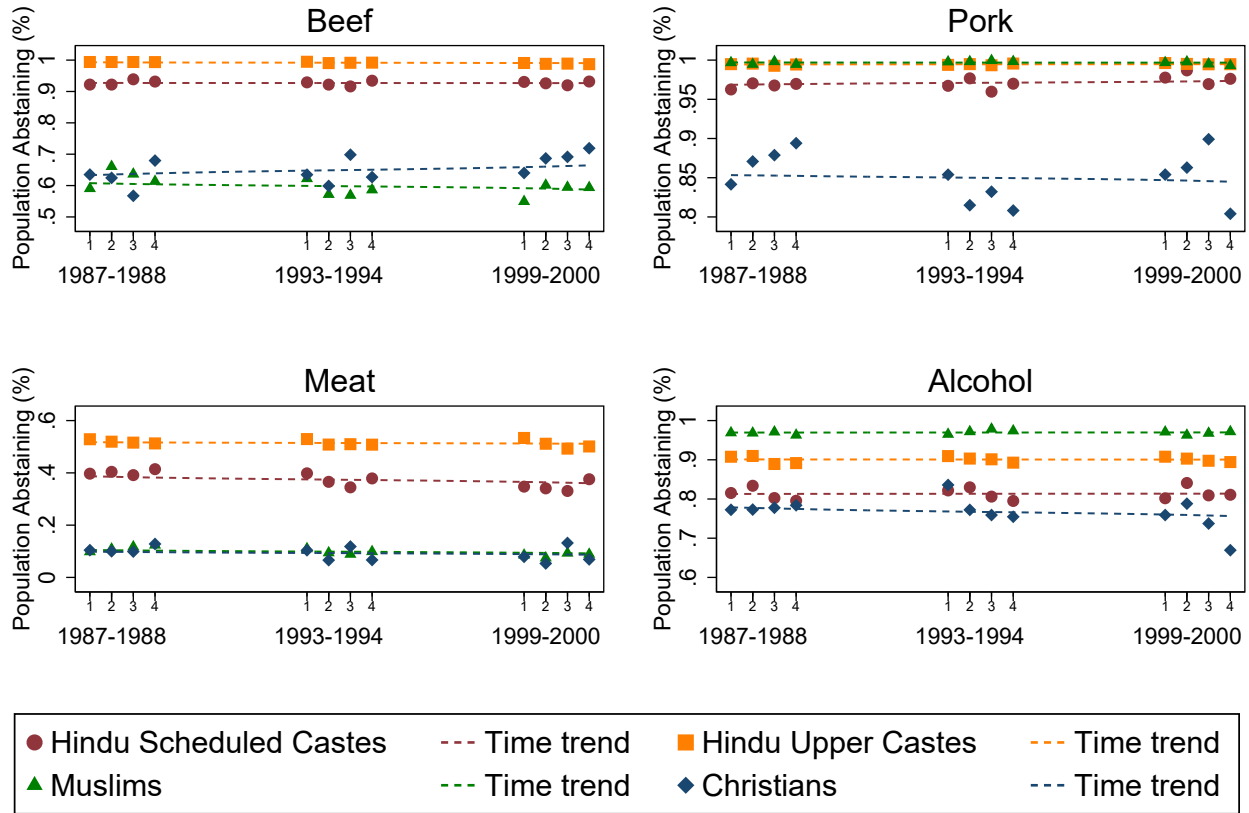 Beef
Population Abstaining (%)
1
.9
.8
.7
.6
.5
1 2 3 4 1 2 3 4 1 2 3 4
1987-1988 1993-1994 1999-2000
Pork
Population Abstaining (%)
1
.95
.9
.85
.8
1 2 3 4 1 2 3 4 1 2 3 4
1987-1988 1993-1994 1999-2000
Meat
Population Abstaining (%)
.6
.4
.2
0
1 2 3 4 1 2 3 4 1 2 3 4
1987-1988 1993-1994 1999-2000
Alcohol
Population Abstaining (%)
1
.9
.8
.7
.6
1 2 3 4 1 2 3 4 1 2 3 4
1987-1988 1993-1994 1999-2000
Hindu Scheduled Castes Time trend Hindu Upper Castes Time trend
Muslims Time trend Christians Time trend